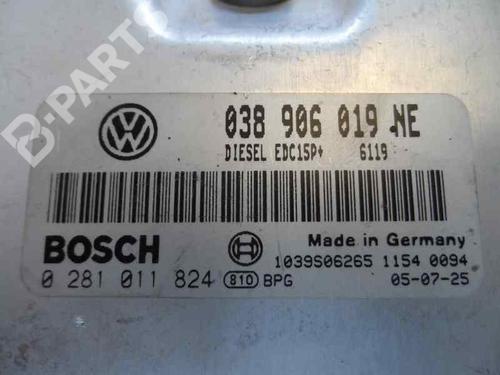 B-PARTS
038 906 019 NE
DIESEL EDC15P+ 6119
BOSCH
Made in Germany
1039S06265 1154 0094
0 281 011 824 810 BPG 05-07-25